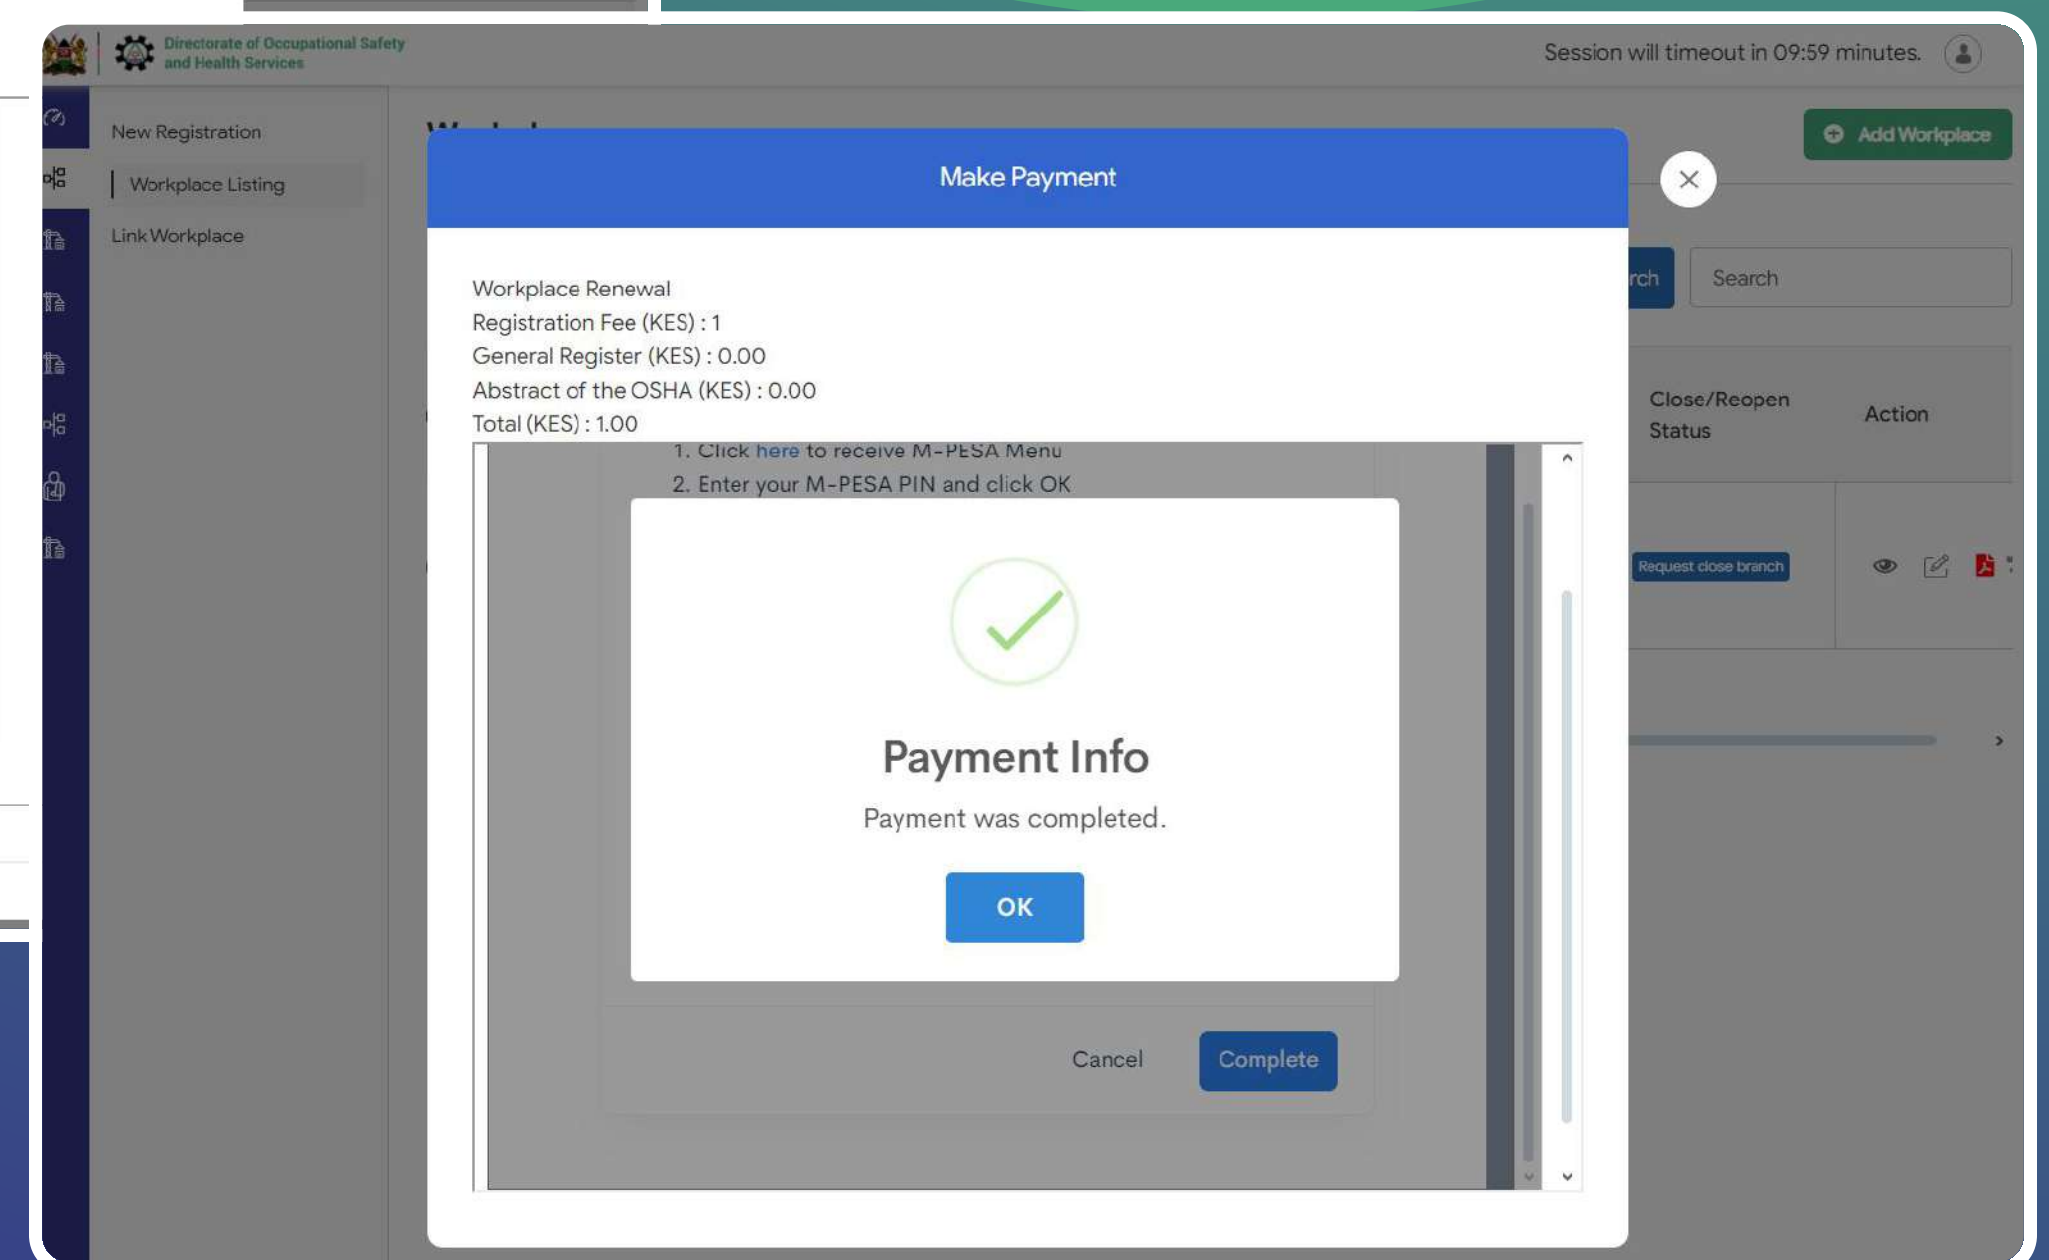 Directorate of Occupational Safety
and Health Services
Session will timeout in 09:59 minutes.
New Registration
Workplace Listing
Link Workplace
Add Workplace
Make Payment
Search
Workplace Renewal
Registration Fee (KES) : 1
General Register (KES) : 0.00
Abstract of the OSHA (KES) : 0.00
Total (KES) : 1.00
Close/Reopen
Status
Action
1. Click here to receive M-PESA Menu
2. Enter your M-PESA PIN and click OK
Request close branch
Payment Info
Payment was completed.
OK
Cancel
Complete